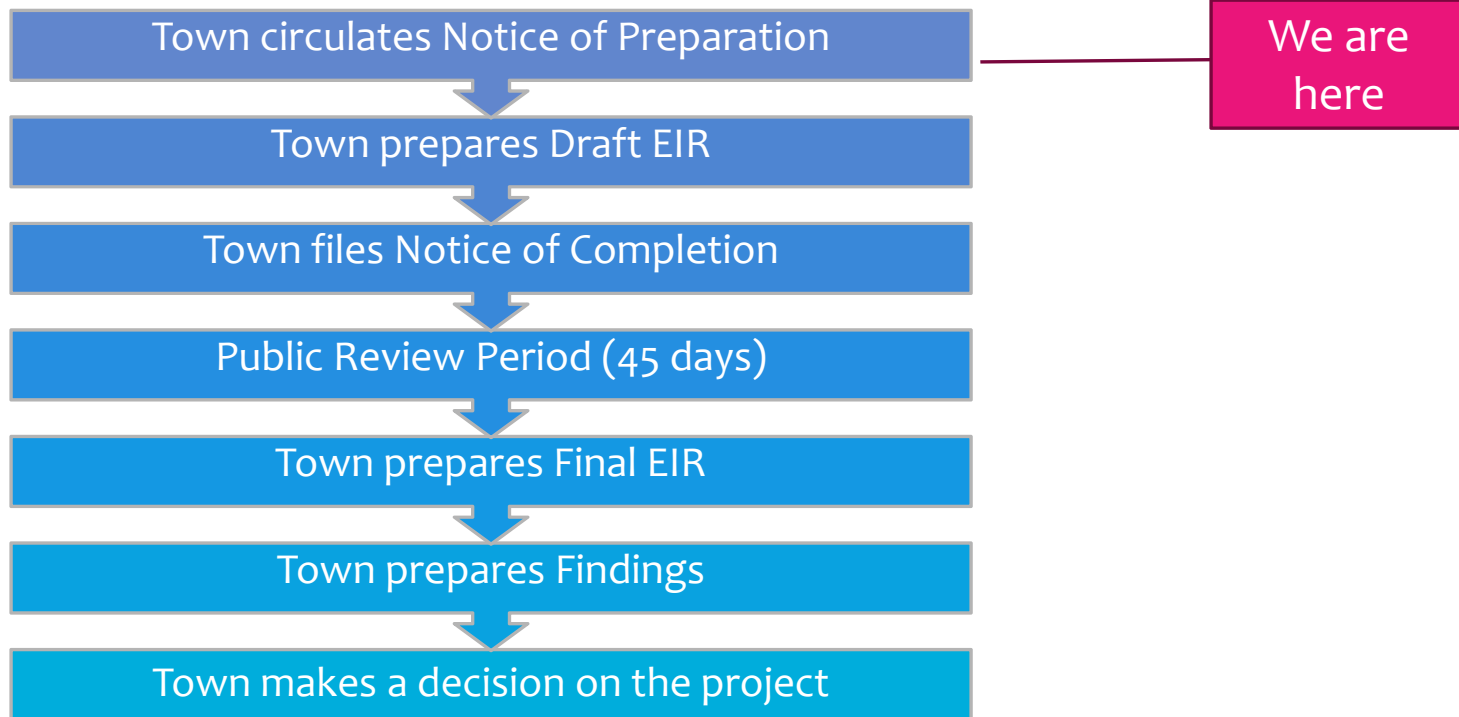 Town circulates Notice of Preparation
We are
here
Town prepares Draft EIR
Town files Notice of Completion
Public Review Period (45 days)
Town prepares Final EIR
Town prepares Findings
Town makes a decision on the project